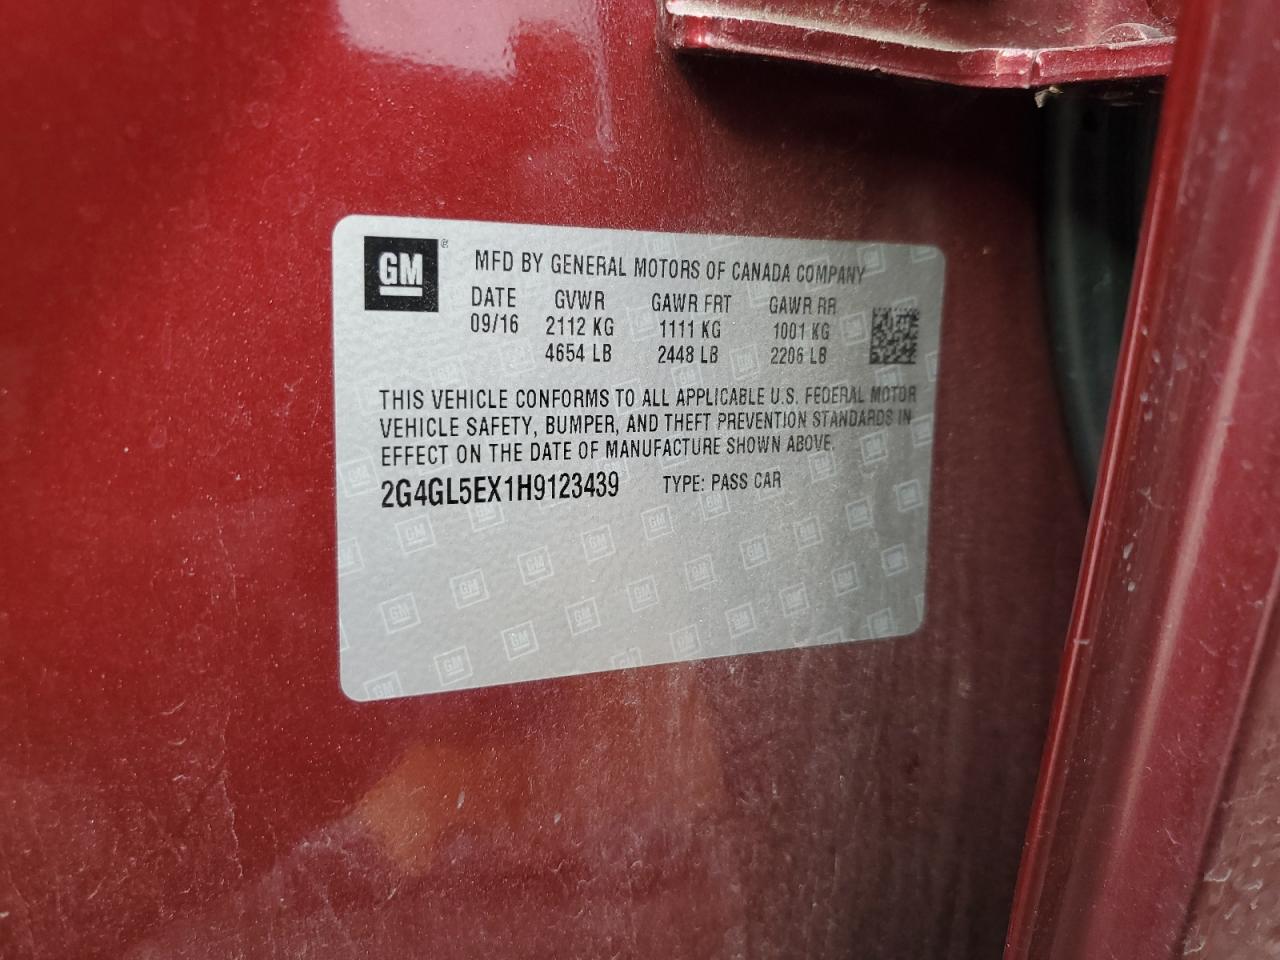 GM ®
MFD BY GENERAL MOTORS OF CANADA COMPANY
DATE GVWR GAWR FRT GAWR RR
09/16 2112 KG 1111 KG 1001 KG
4654 LB 2448 LB 2206 LB
THIS VEHICLE CONFORMS TO ALL APPLICABLE U.S. FEDERAL MOTOR
VEHICLE SAFETY, BUMPER, AND THEFT PREVENTION STANDARDS IN
EFFECT ON THE DATE OF MANUFACTURE SHOWN ABOVE.
2G4GL5EX1H9123439 TYPE: PASS CAR